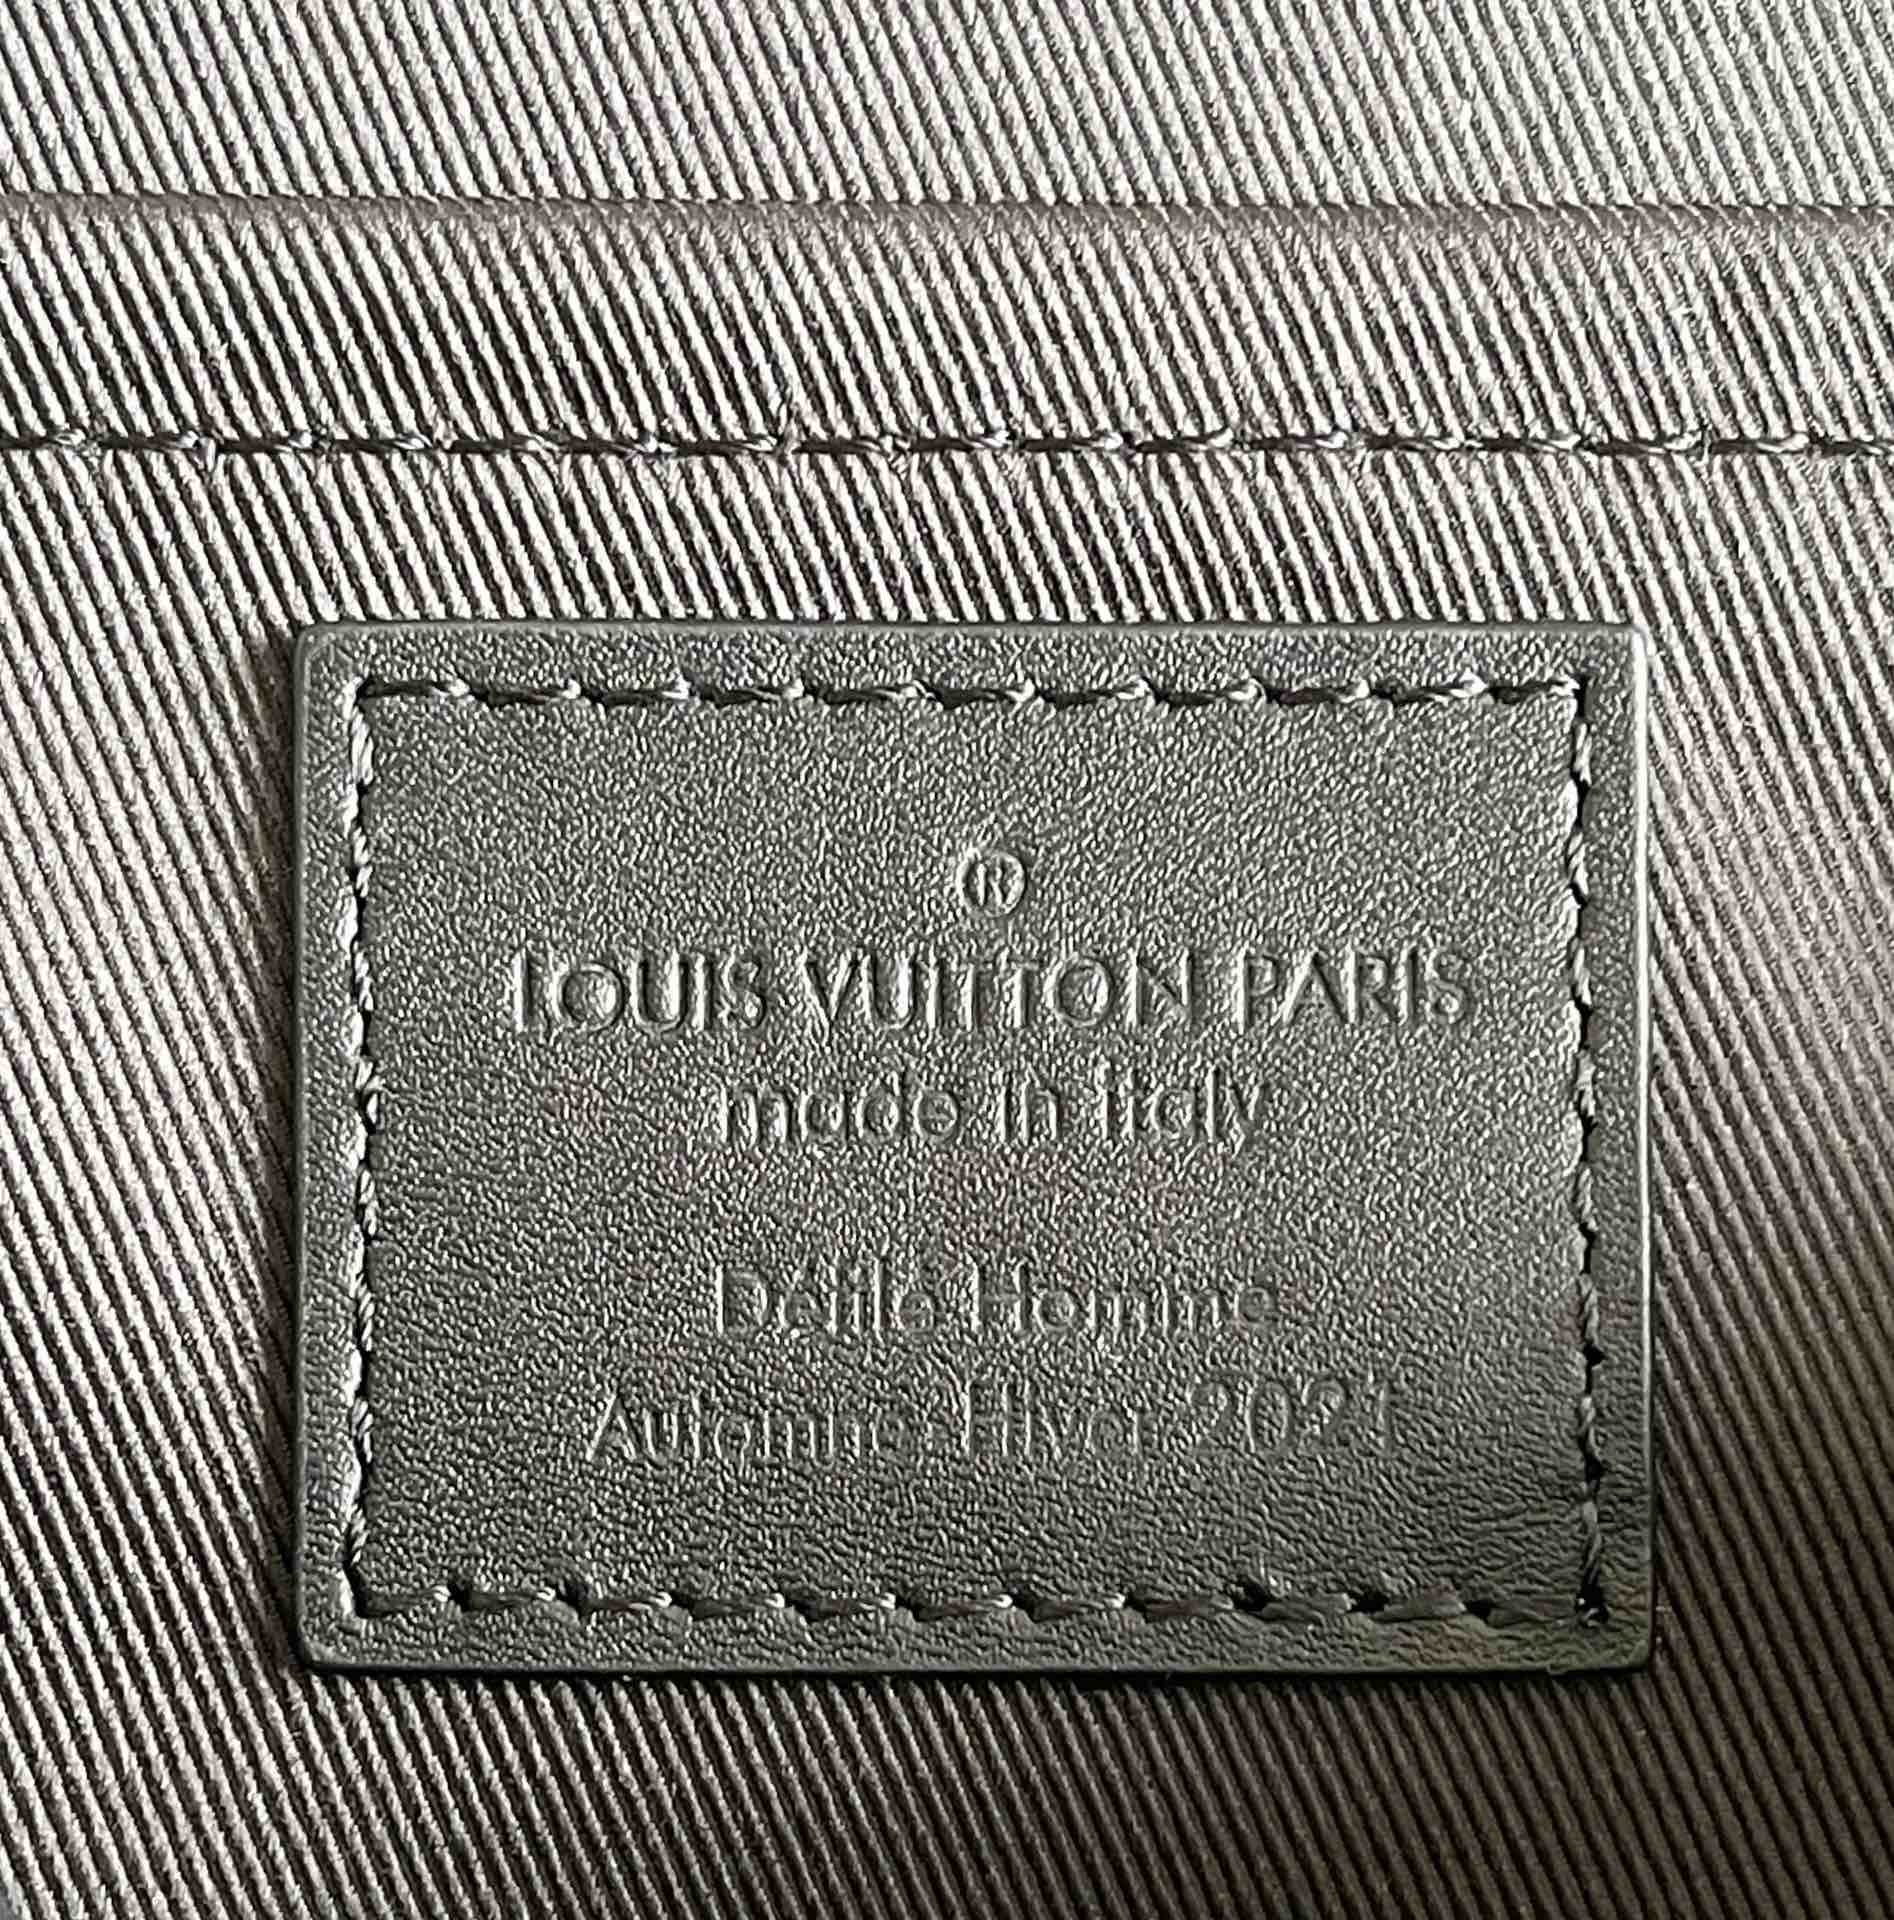 ®
LOUIS VUITTON PARIS
made in Italy
Défilé Homme
Automne Hiver 2021